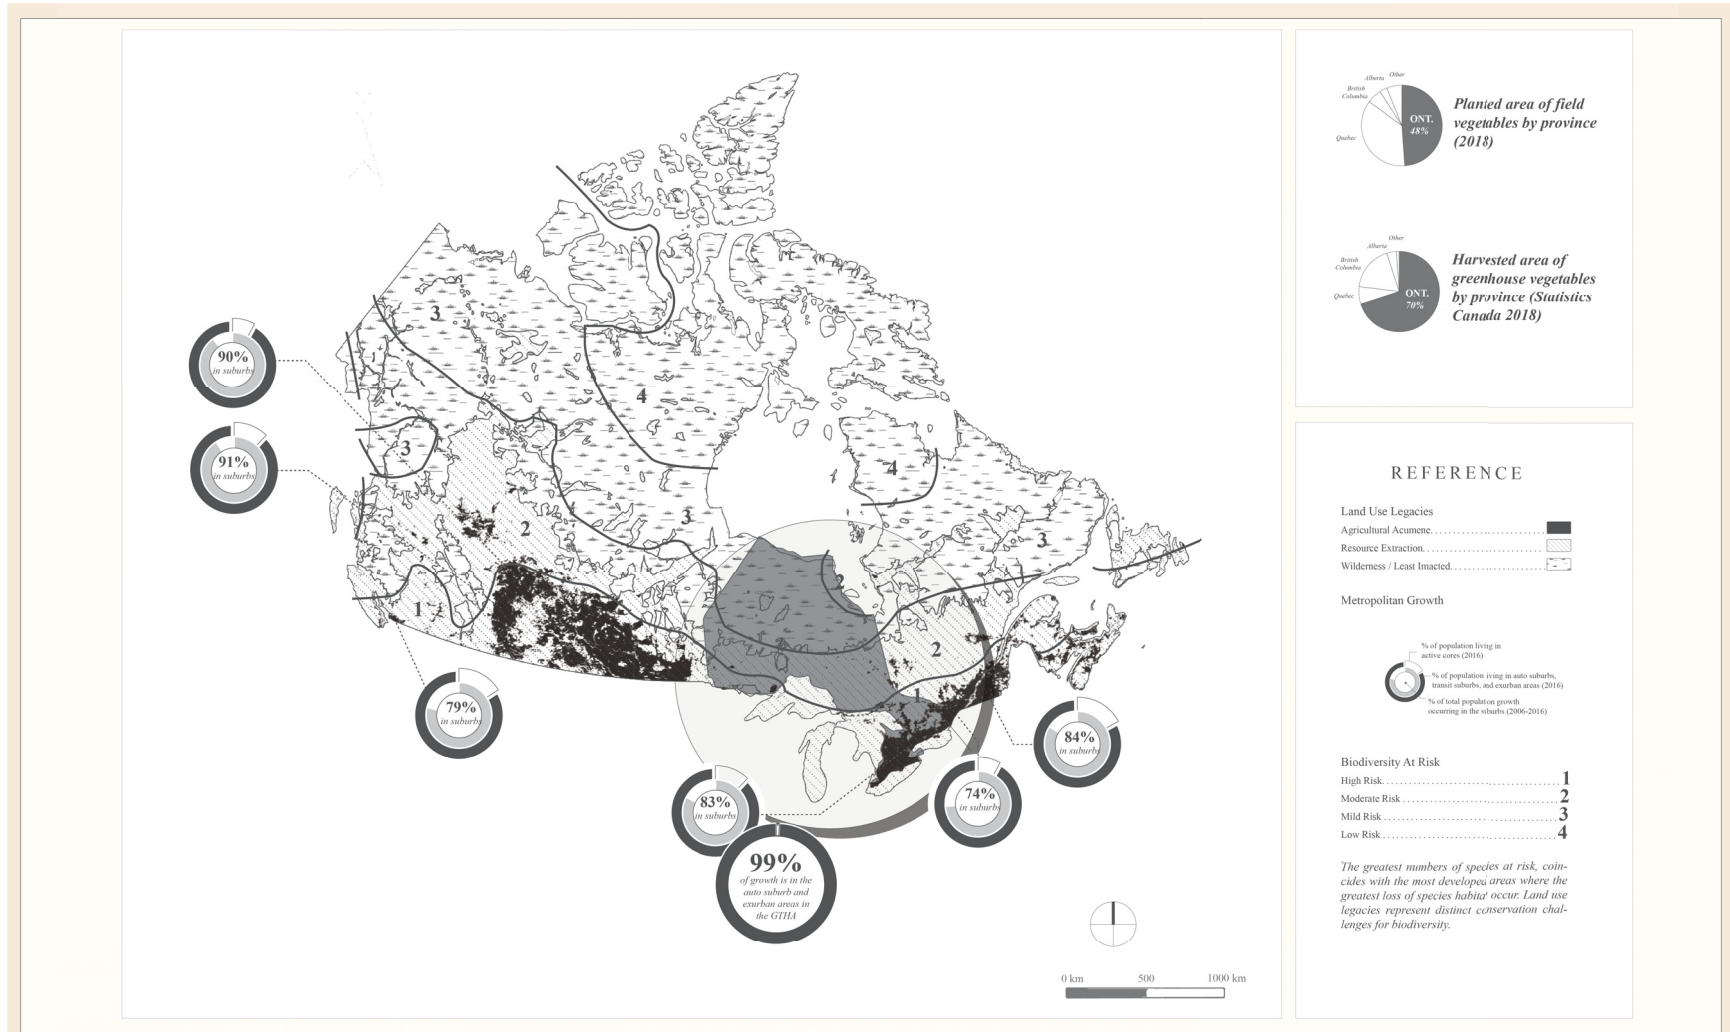 3
4
1
3
4
3
2
3
2
2
1
1
90%
in suburbs
91%
in suburbs
79%
in suburbs
83%
in suburbs
74%
in suburbs
84%
in suburbs
99%
of growth is in the
auto suburb and
exurban areas in
the GTHA
0 km 500 1000 km
Alberta Other
British
Columbia
Quebec
ONT.
48%
Planted area of field
vegetables by province
(2018)
Other
Alberta
British
Columbia
Quebec
ONT.
70%
Harvested area of
greenhouse vegetables
by province (Statistics
Canada 2018)
REFERENCE
Land Use Legacies
Agricultural Acumene
Resource Extraction
Wilderness / Least Imacted
Metropolitan Growth
% of population living in
active cores (2016)
% of population iving in auto suburbs,
transit suburbs, and exurban areas (2016)
% of total populaton growth
occurring in the suburbs (2006-2016)
Biodiversity At Risk
High Risk 1
Moderate Risk 2
Mild Risk 3
Low Risk 4
The greatest numbers of species at risk, coin-
cides with the most developed areas where the
greatest loss of species habitat occur. Land use
legacies represent distinct conservation chal-
lenges for biodiversity.